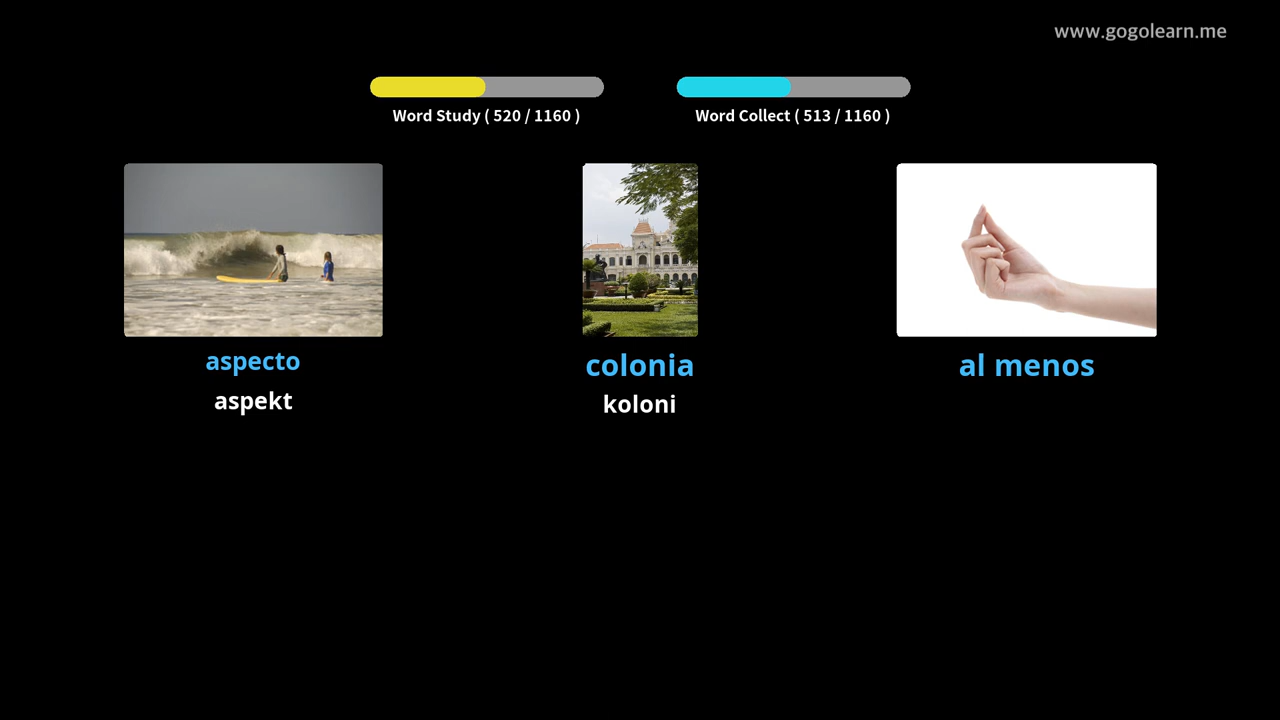 www.gogolearn.me
Word Study ( 520 / 1160 )
Word Collect ( 513 / 1160 )
aspecto
aspekt
colonia
koloni
al menos